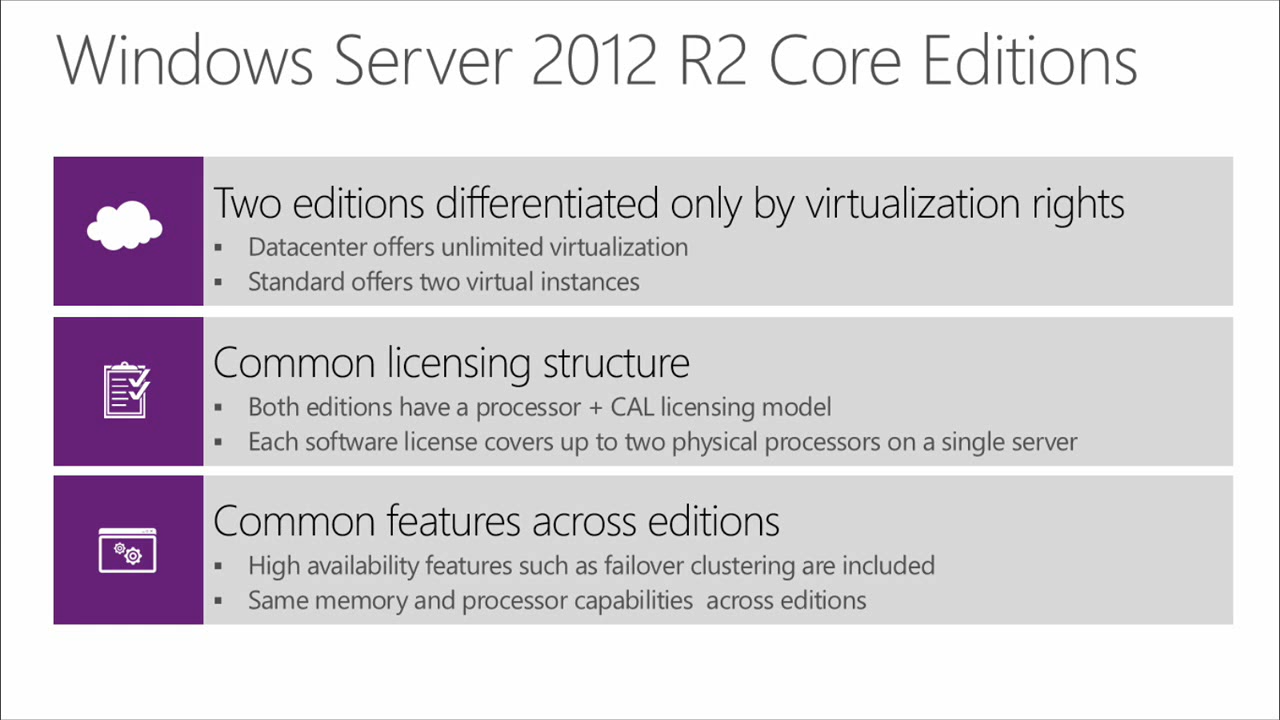 Windows Server 2012 R2 Core Editions
Two editions differentiated only by virtualization rights
▪ Datacenter offers unlimited virtualization
▪ Standard offers two virtual instances
Common licensing structure
▪ Both editions have a processor + CAL licensing model
▪ Each software license covers up to two physical processors on a single server
Common features across editions
▪ High availability features such as failover clustering are included
▪ Same memory and processor capabilities across editions